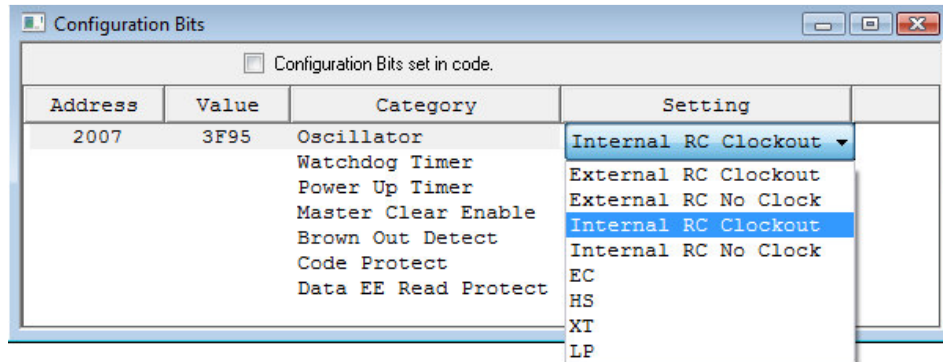 Configuration Bits
Configuration Bits set in code.
Address Value Category Setting
2007 3F95 Oscillator Internal RC Clockout
Watchdog Timer External RC Clockout
Power Up Timer External RC No Clock
Master Clear Enable Internal RC Clockout
Brown Out Detect Internal RC No Clock
Code Protect EC
Data EE Read Protect HS
XT
LP